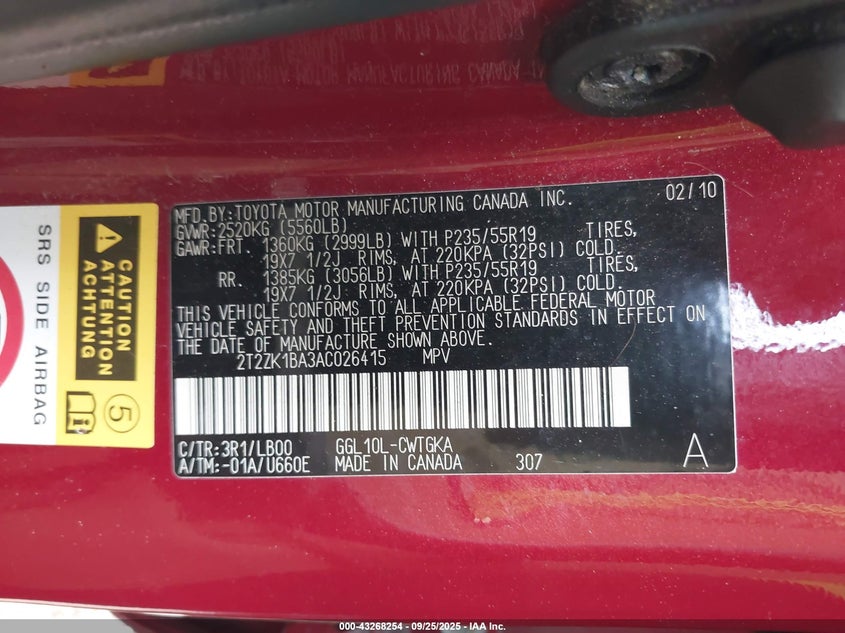 MFD. BY: TOYOTA MOTOR MANUFACTURING CANADA INC. 02/10
GVWR: 2520KG (5560LB)
GAWR: FRT. 1360KG (2999LB) WITH P235/55R19 TIRES,
19X7 1/2J RIMS, AT 220KPA (32PSI) COLD.
RR. 1385KG (3056LB) WITH P235/55R19 TIRES,
19X7 1/2J RIMS, AT 220KPA (32PSI) COLD.
THIS VEHICLE CONFORMS TO ALL APPLICABLE FEDERAL MOTOR
VEHICLE SAFETY AND THEFT PREVENTION STANDARDS IN EFFECT ON
THE DATE OF MANUFACTURE SHOWN ABOVE.
2T2ZK1BA3AC026415 MPV
C/TR: 3R1/LB00 GGL10L-CWTGKA
A/TM: -01A/U660E MADE IN CANADA 307 A
SRS SIDE AIRBAG
CAUTION
ATTENTION
ACHTUNG
5
000-43268254 - 09/25/2025 - IAA Inc.